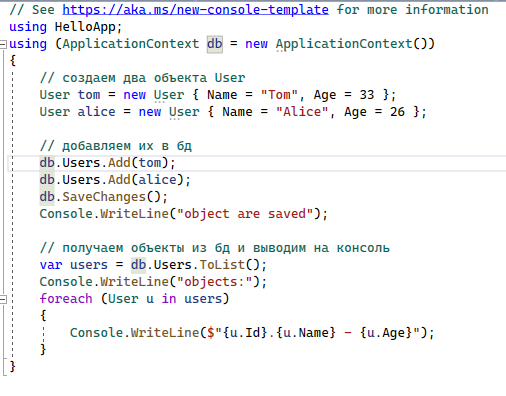 // See https://aka.ms/new-console-template for more information
using HelloApp;
using (ApplicationContext db = new ApplicationContext())
{
    // создаем два объекта User
    User tom = new User { Name = "Tom", Age = 33 };
    User alice = new User { Name = "Alice", Age = 26 };

    // добавляем их в бд
    db.Users.Add(tom);
    db.Users.Add(alice);
    db.SaveChanges();
    Console.WriteLine("object are saved");

    // получаем объекты из бд и выводим на консоль
    var users = db.Users.ToList();
    Console.WriteLine("objects:");
    foreach (User u in users)
    {
        Console.WriteLine($"{u.Id}.{u.Name} - {u.Age}");
    }
}